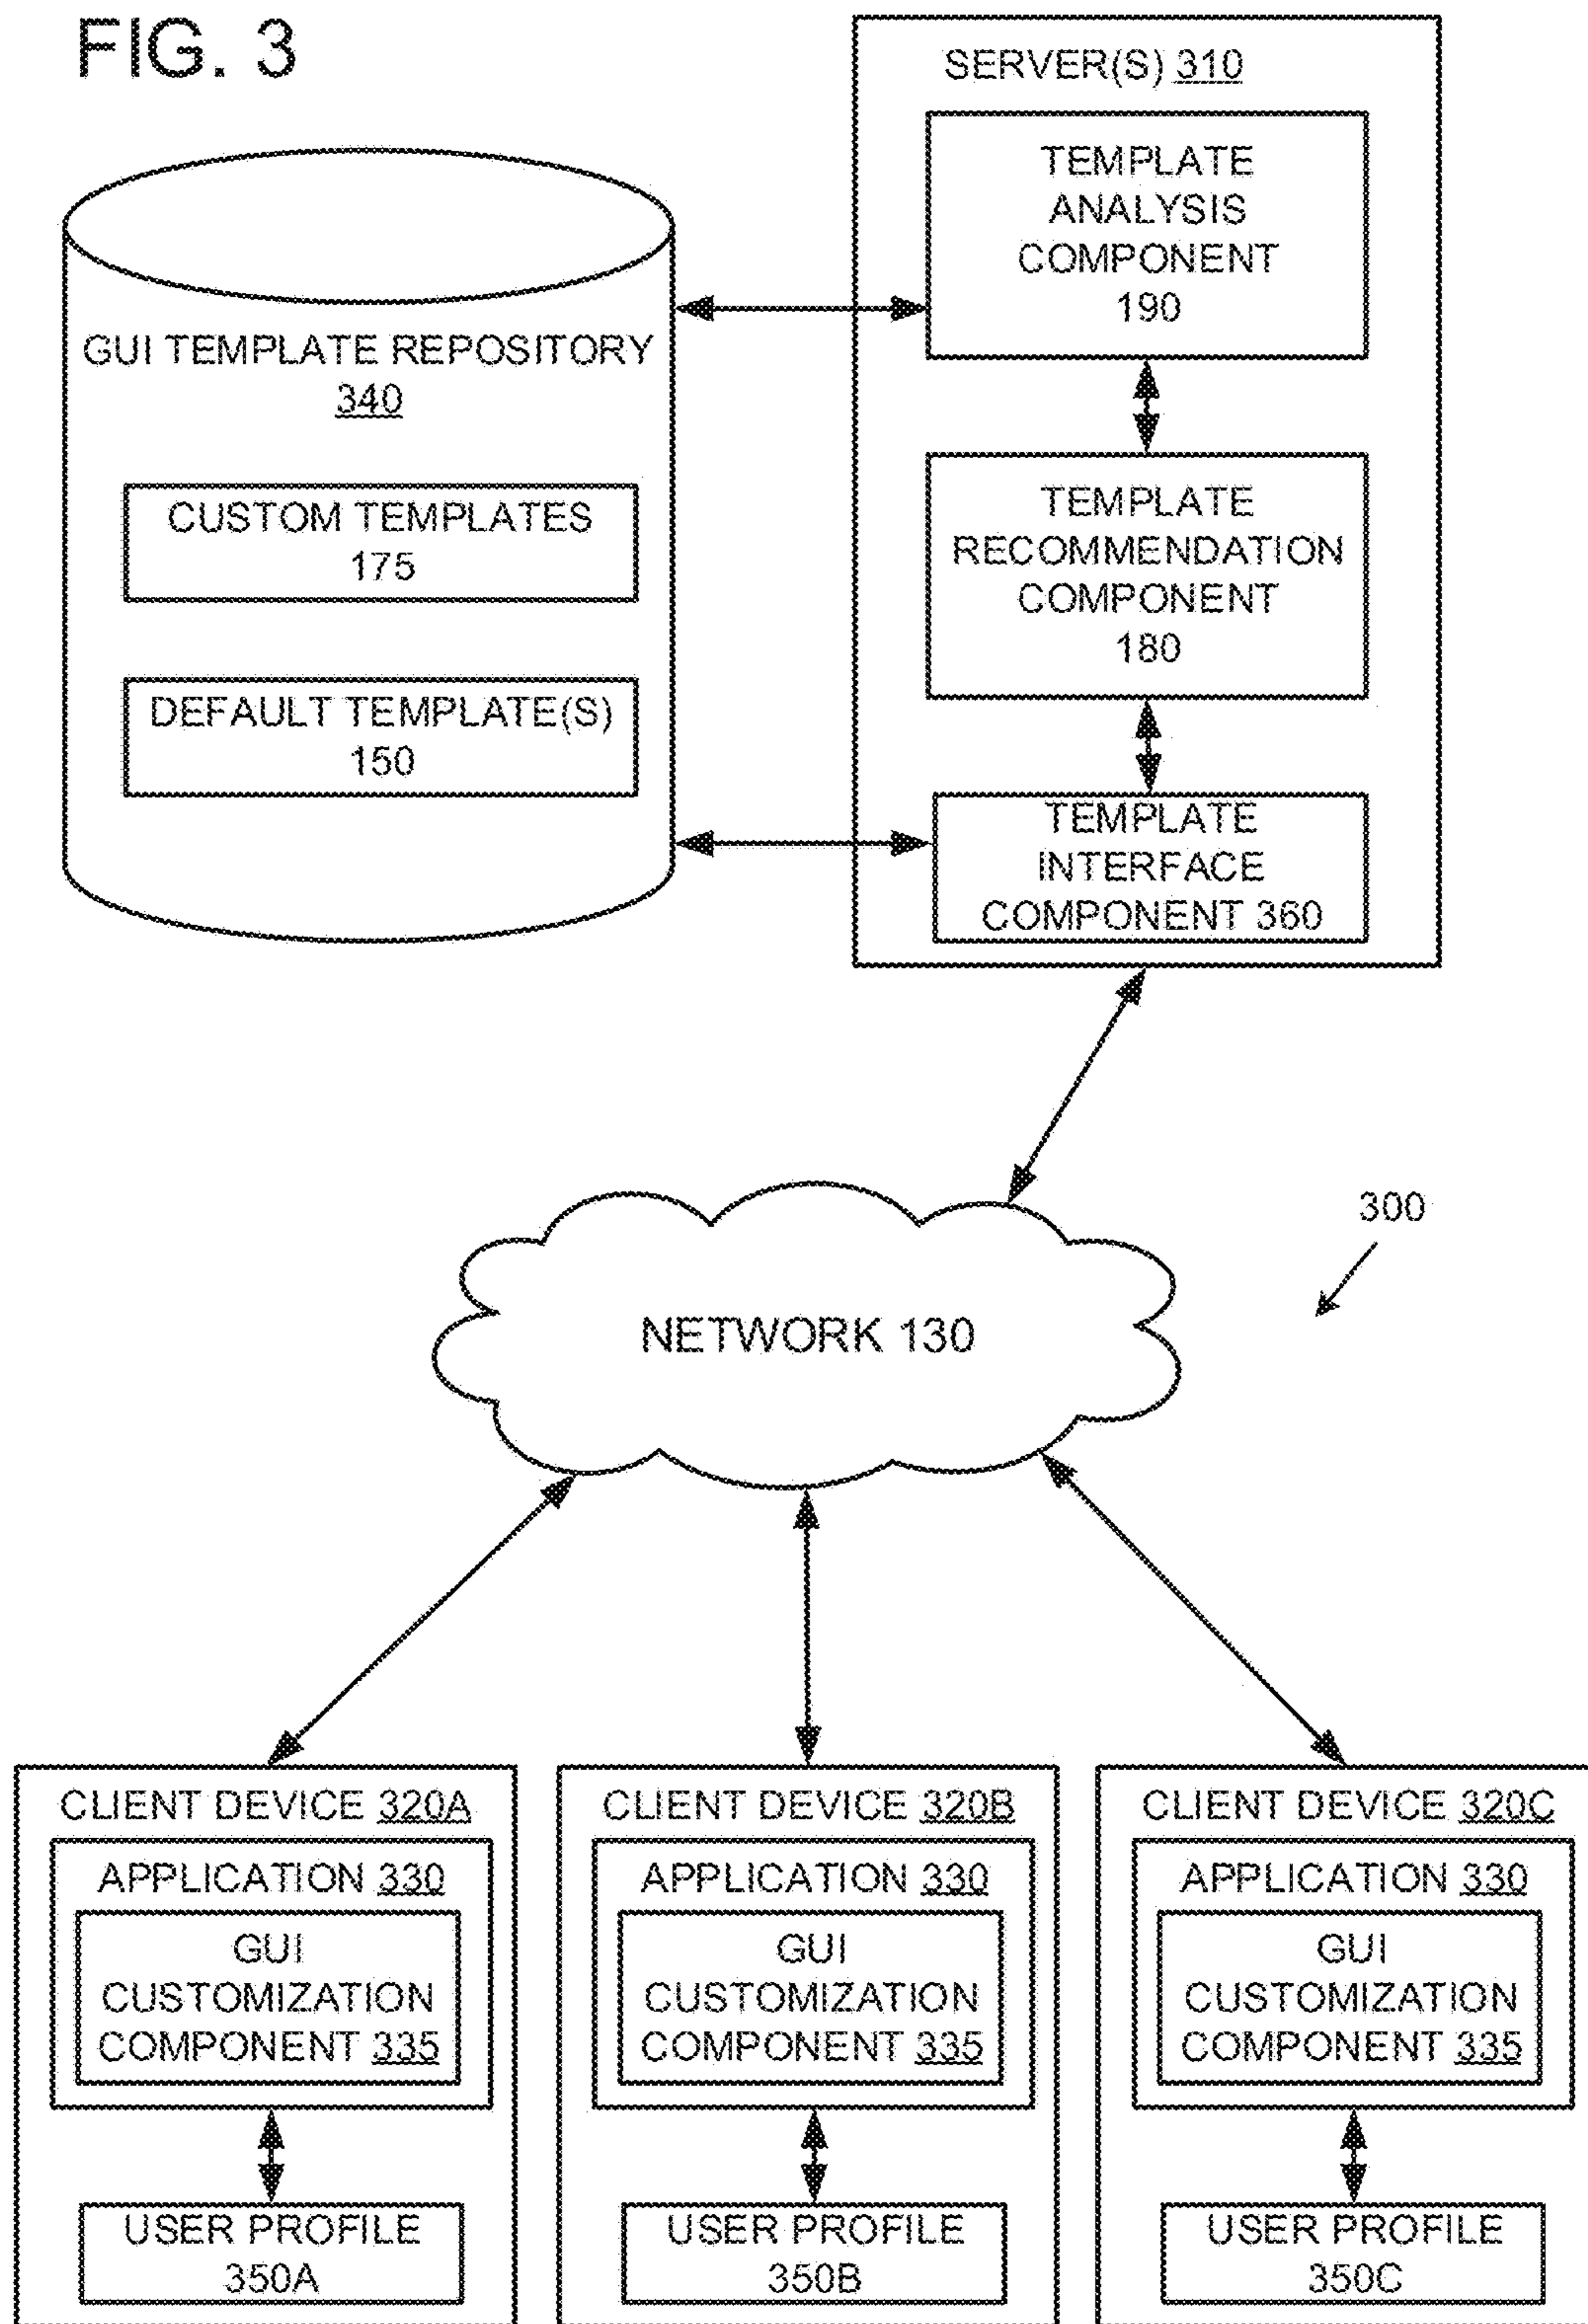 FIG. 3
SERVER(S) 310
TEMPLATE
ANALYSIS
COMPONENT
190
GUI TEMPLATE REPOSITORY
340
CUSTOM TEMPLATES
175
DEFAULT TEMPLATE(S)
150
TEMPLATE
RECOMMENDATION
COMPONENT
180
TEMPLATE
INTERFACE
COMPONENT 360
300
NETWORK 130
CLIENT DEVICE 320A
APPLICATION 330
GUI
CUSTOMIZATION
COMPONENT 335
USER PROFILE
350A
CLIENT DEVICE 320B
APPLICATION 330
GUI
CUSTOMIZATION
COMPONENT 335
USER PROFILE
350B
CLIENT DEVICE 320C
APPLICATION 330
GUI
CUSTOMIZATION
COMPONENT 335
USER PROFILE
350C